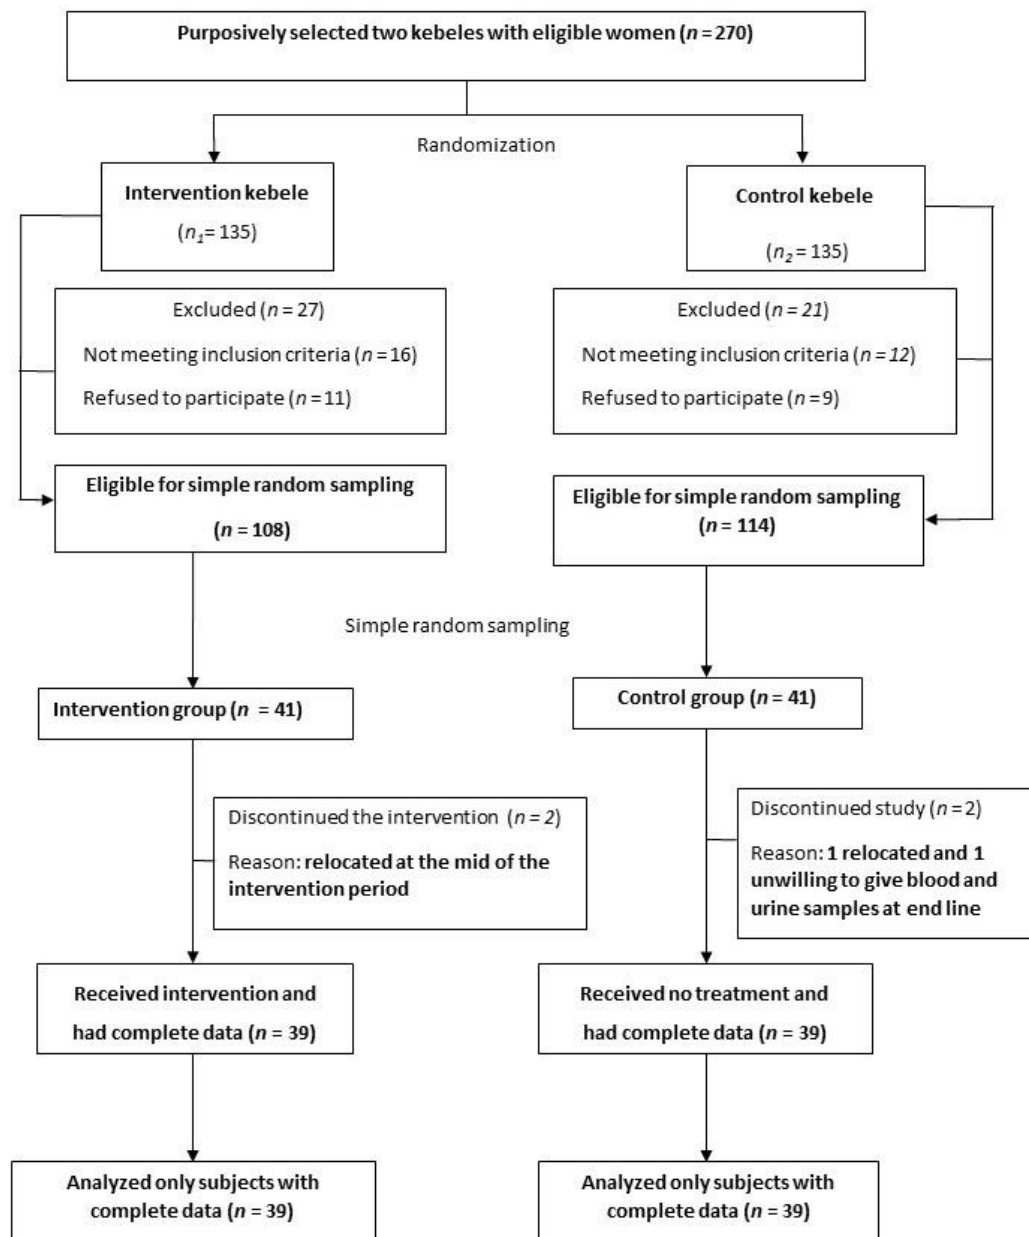 Purposively selected two kebeles with eligible women (n = 270)
Randomization
Intervention kebele
(n₁= 135)
Control kebele
(n₂ = 135)
Excluded (n = 27)
Not meeting inclusion criteria (n = 16)
Refused to participate (n = 11)
Excluded (n = 21)
Not meeting inclusion criteria (n = 12)
Refused to participate (n = 9)
Eligible for simple random sampling
(n = 108)
Eligible for simple random sampling
(n = 114)
Simple random sampling
Intervention group (n = 41)
Control group (n = 41)
Discontinued the intervention (n = 2)
Reason: relocated at the mid of the
intervention period
Discontinued study (n = 2)
Reason: 1 relocated and 1
unwilling to give blood and
urine samples at end line
Received intervention and
had complete data (n = 39)
Received no treatment and
had complete data (n = 39)
Analyzed only subjects with
complete data (n = 39)
Analyzed only subjects with
complete data (n = 39)